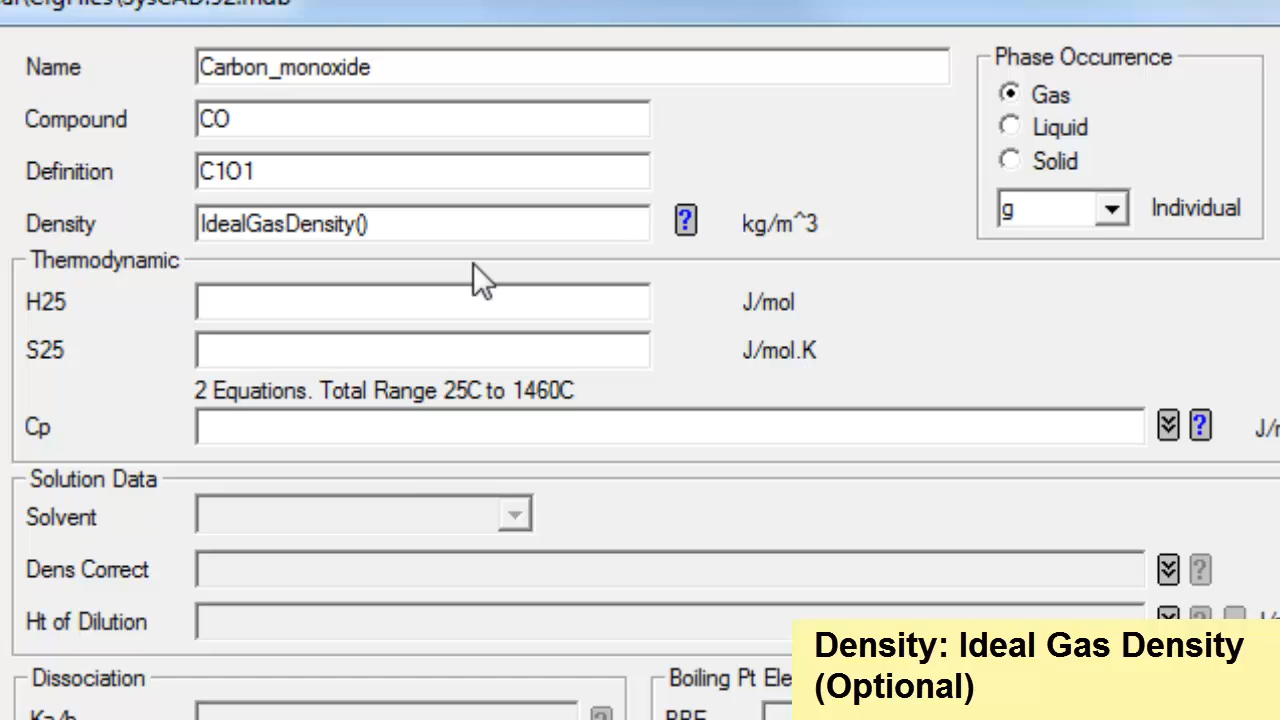 Name Carbon_monoxide
Phase Occurrence
Gas
Compound CO
Liquid
Solid
Definition C1O1
g Individual
Density IdealGasDensity() ? kg/m^3
Thermodynamic
H25 J/mol
S25 J/mol.K
2 Equations. Total Range 25C to 1460C
Cp ?
Solution Data
Solvent
Dens Correct ?
Ht of Dilution
Density: Ideal Gas Density
(Optional)
Dissociation
Boiling Pt